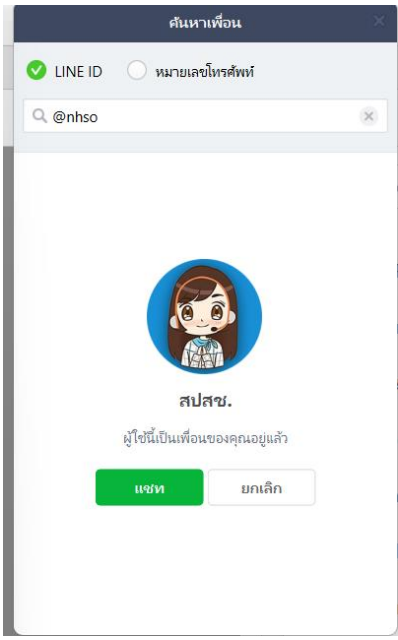 ค้นหาเพื่อน
LINE ID หมายเลขโทรศัพท์
@nhso
สปสช.
ผู้ใช้นี้เป็นเพื่อนของคุณอยู่แล้ว
แชท ยกเลิก